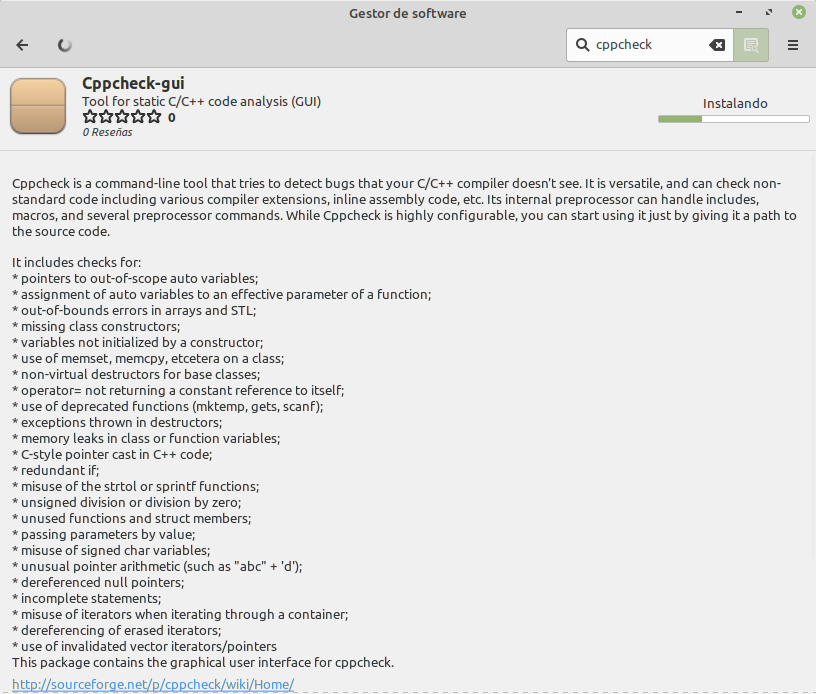 Gestor de software
cppcheck
Cppcheck-gui
Tool for static C/C++ code analysis (GUI)
0
0 Reseñas
Instalando
Cppcheck is a command-line tool that tries to detect bugs that your C/C++ compiler doesn't see. It is versatile, and can check non-
standard code including various compiler extensions, inline assembly code, etc. Its internal preprocessor can handle includes,
macros, and several preprocessor commands. While Cppcheck is highly configurable, you can start using it just by giving it a path to
the source code.
It includes checks for:
* pointers to out-of-scope auto variables;
* assignment of auto variables to an effective parameter of a function;
* out-of-bounds errors in arrays and STL;
* missing class constructors;
* variables not initialized by a constructor;
* use of memset, memcpy, etcetera on a class;
* non-virtual destructors for base classes;
* operator= not returning a constant reference to itself;
* use of deprecated functions (mktemp, gets, scanf);
* exceptions thrown in destructors;
* memory leaks in class or function variables;
* C-style pointer cast in C++ code;
* redundant if;
* misuse of the strtol or sprintf functions;
* unsigned division or division by zero;
* unused functions and struct members;
* passing parameters by value;
* misuse of signed char variables;
* unusual pointer arithmetic (such as "abc" + 'd');
* dereferenced null pointers;
* incomplete statements;
* misuse of iterators when iterating through a container;
* dereferencing of erased iterators;
* use of invalidated vector iterators/pointers
This package contains the graphical user interface for cppcheck.
http://sourceforge.net/p/cppcheck/wiki/Home/